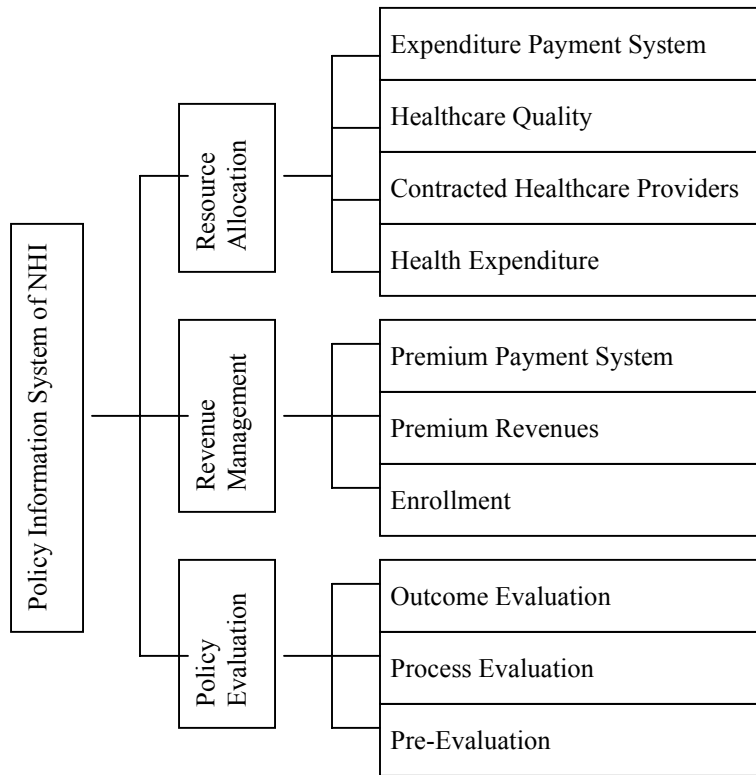 Policy Information System of NHI
Resource
Allocation
Expenditure Payment System
Healthcare Quality
Contracted Healthcare Providers
Health Expenditure
Revenue
Management
Premium Payment System
Premium Revenues
Enrollment
Policy
Evaluation
Outcome Evaluation
Process Evaluation
Pre-Evaluation